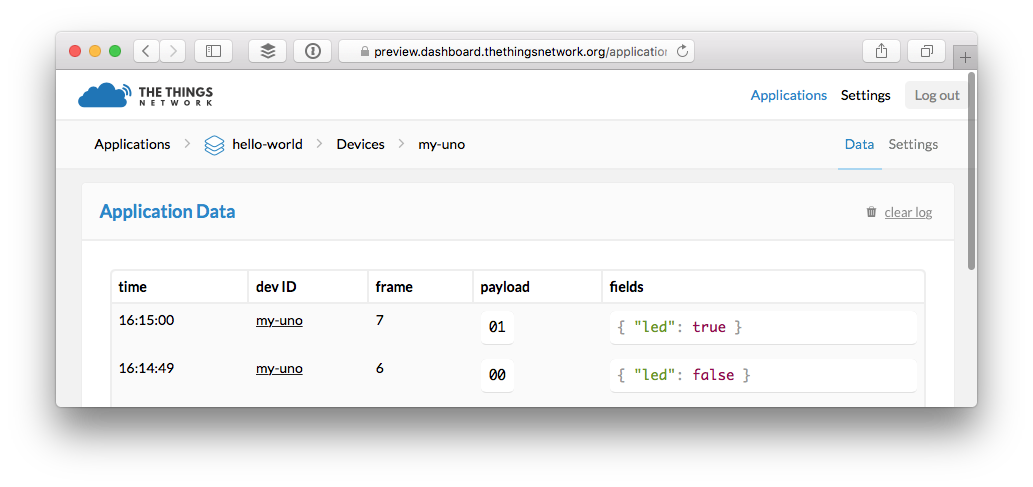 preview.dashboard.thethingsnetwork.org/application
THE THINGS NETWORK
Applications Settings Log out
Applications hello-world Devices my-uno
Data Settings
Application Data
clear log
time dev ID frame payload fields
16:15:00 my-uno 7 01 { "led": true }
16:14:49 my-uno 6 00 { "led": false }